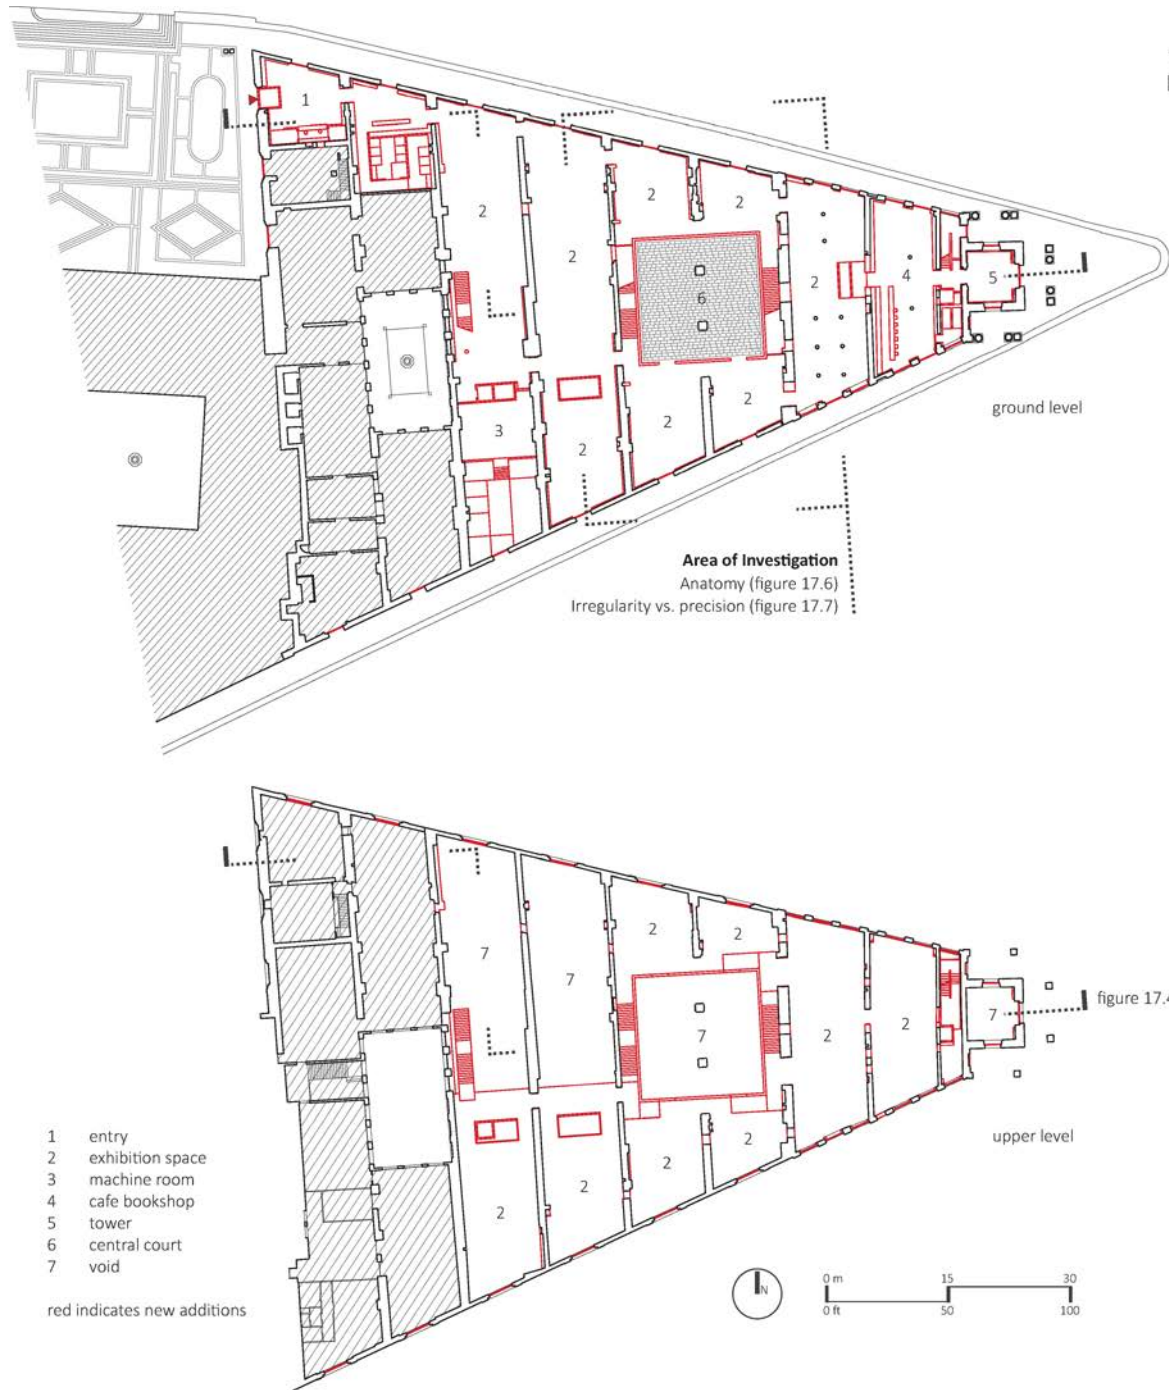 1
2
2
2
2
2
4
5
6
3
2
2
2
ground level
Area of Investigation
Anatomy (figure 17.6)
Irregularity vs. precision (figure 17.7)
7
7
2
2
7
2
2
7
figure 17.4
2
2
2
2
upper level
1 entry
2 exhibition space
3 machine room
4 cafe bookshop
5 tower
6 central court
7 void
red indicates new additions
N
0 m 15 30
0 ft 50 100